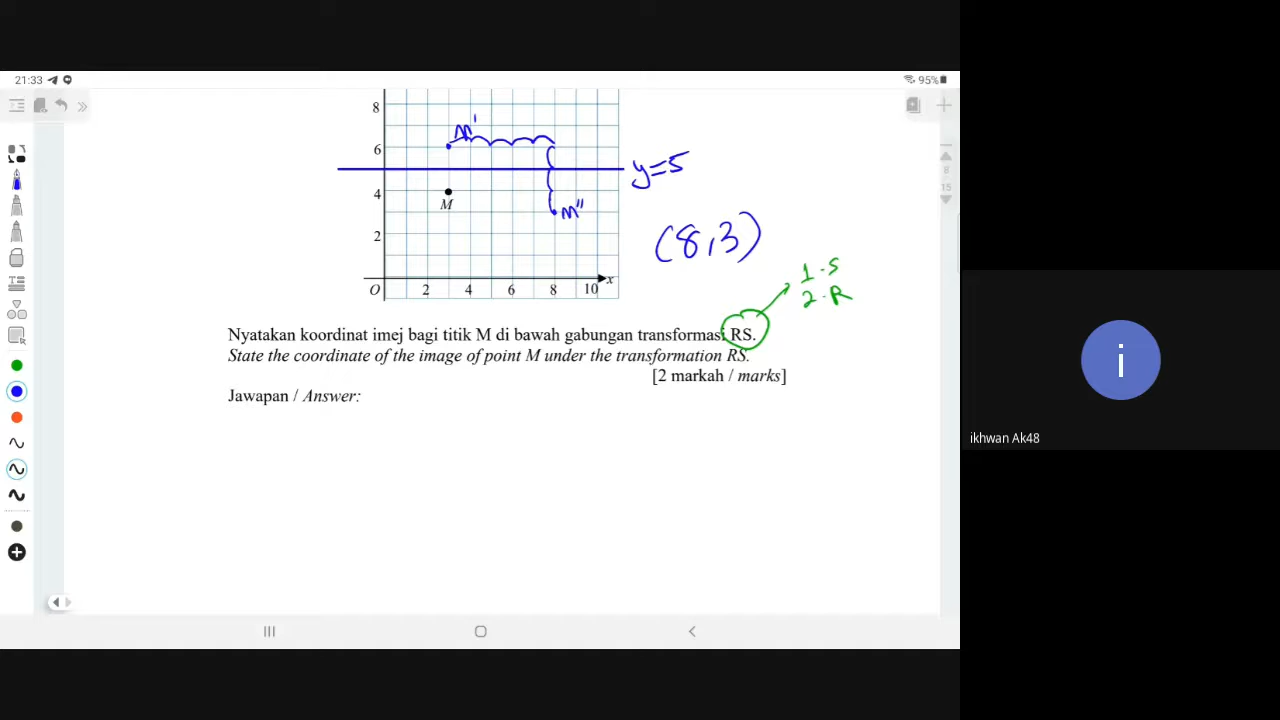 21:33
95%
8
M'
6
y=5
4
M
M"
2
(8,3)
8
15
O 2 4 6 8 10 x
1.S
2.R
Nyatakan koordinat imej bagi titik M di bawah gabungan transformasi RS.
State the coordinate of the image of point M under the transformation RS.
[2 markah / marks]
Jawapan / Answer:
i
ikhwan Ak48